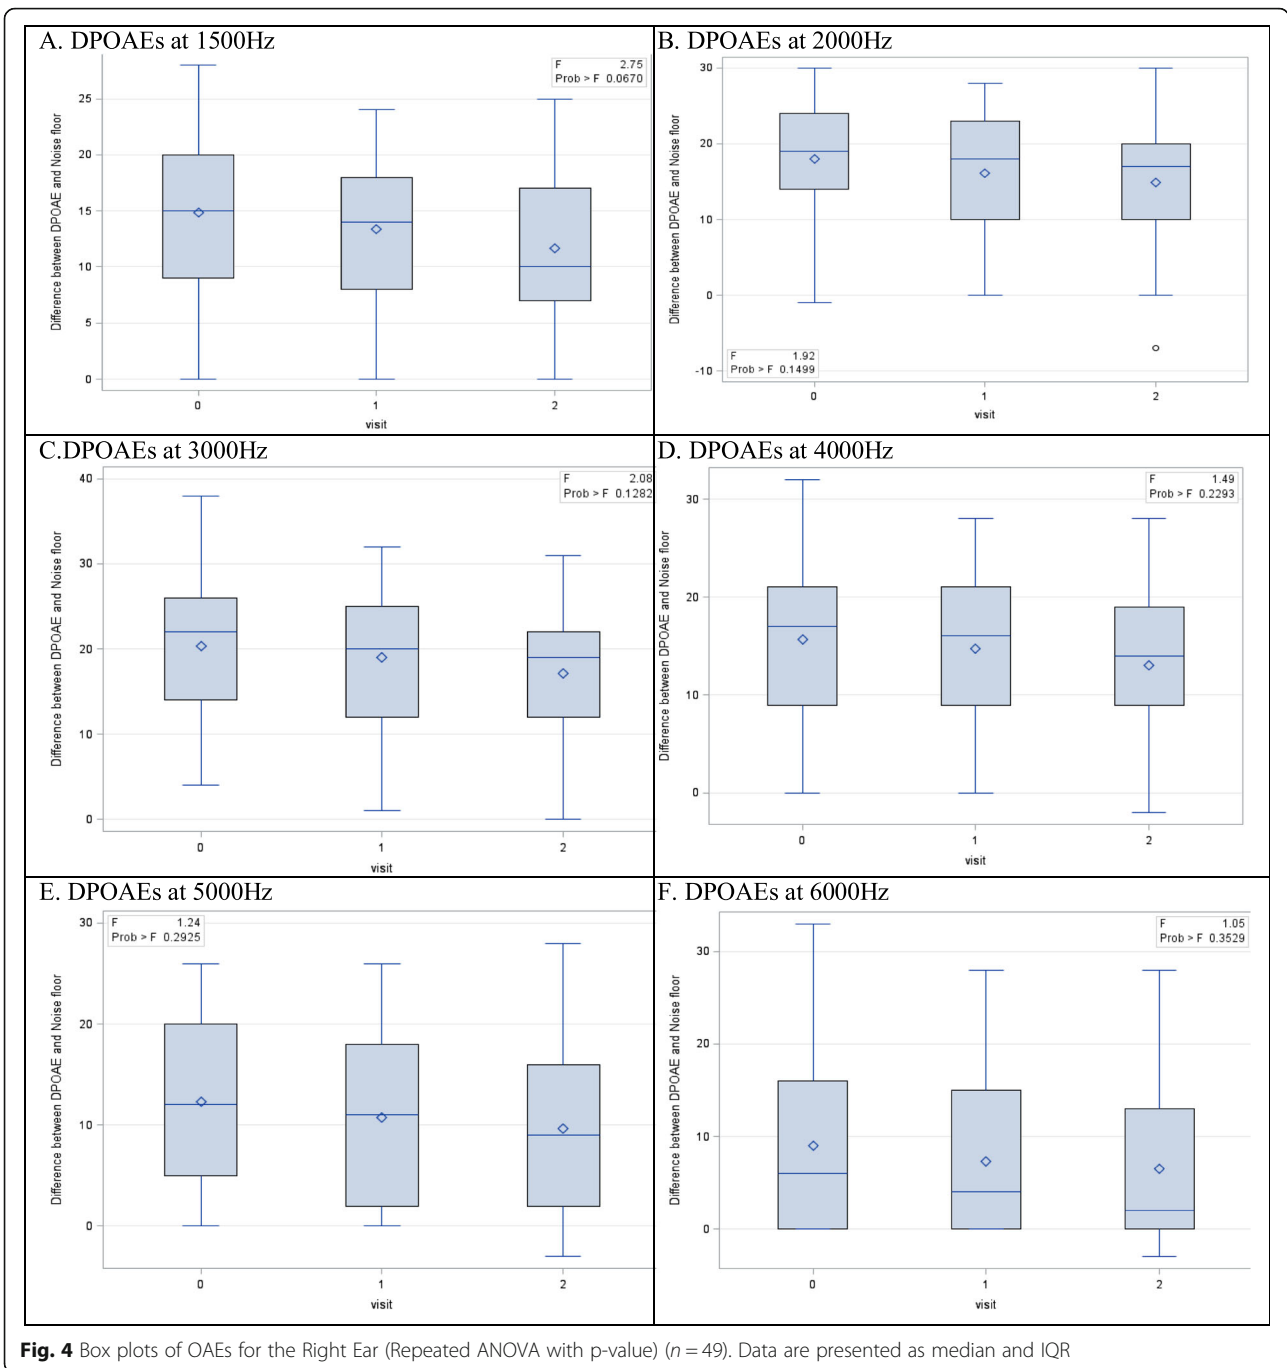 A. DPOAEs at 1500Hz
F 2.75
Prob > F 0.0670
Difference between DPOAE and Noise floor
25
20
15
10
5
0
0 1 2
visit
B. DPOAEs at 2000Hz
30
20
10
0
-10
Difference between DPOAE and Noise floor
F 1.92
Prob > F 0.1499
0 1 2
visit
C.DPOAEs at 3000Hz
F 2.08
Prob > F 0.1282
Difference between DPOAE and Noise floor
40
30
20
10
0
0 1 2
visit
D. DPOAEs at 4000Hz
F 1.49
Prob > F 0.2293
Difference between DPOAE and Noise floor
30
20
10
0
0 1 2
visit
E. DPOAEs at 5000Hz
F 1.24
Prob > F 0.2925
Difference between DPOAE and Noise floor
30
20
10
0
0 1 2
visit
F. DPOAEs at 6000Hz
F 1.05
Prob > F 0.3529
Difference between DPOAE and Noise floor
30
20
10
0
0 1 2
visit
Fig. 4 Box plots of OAEs for the Right Ear (Repeated ANOVA with p-value) (n = 49). Data are presented as median and IQR